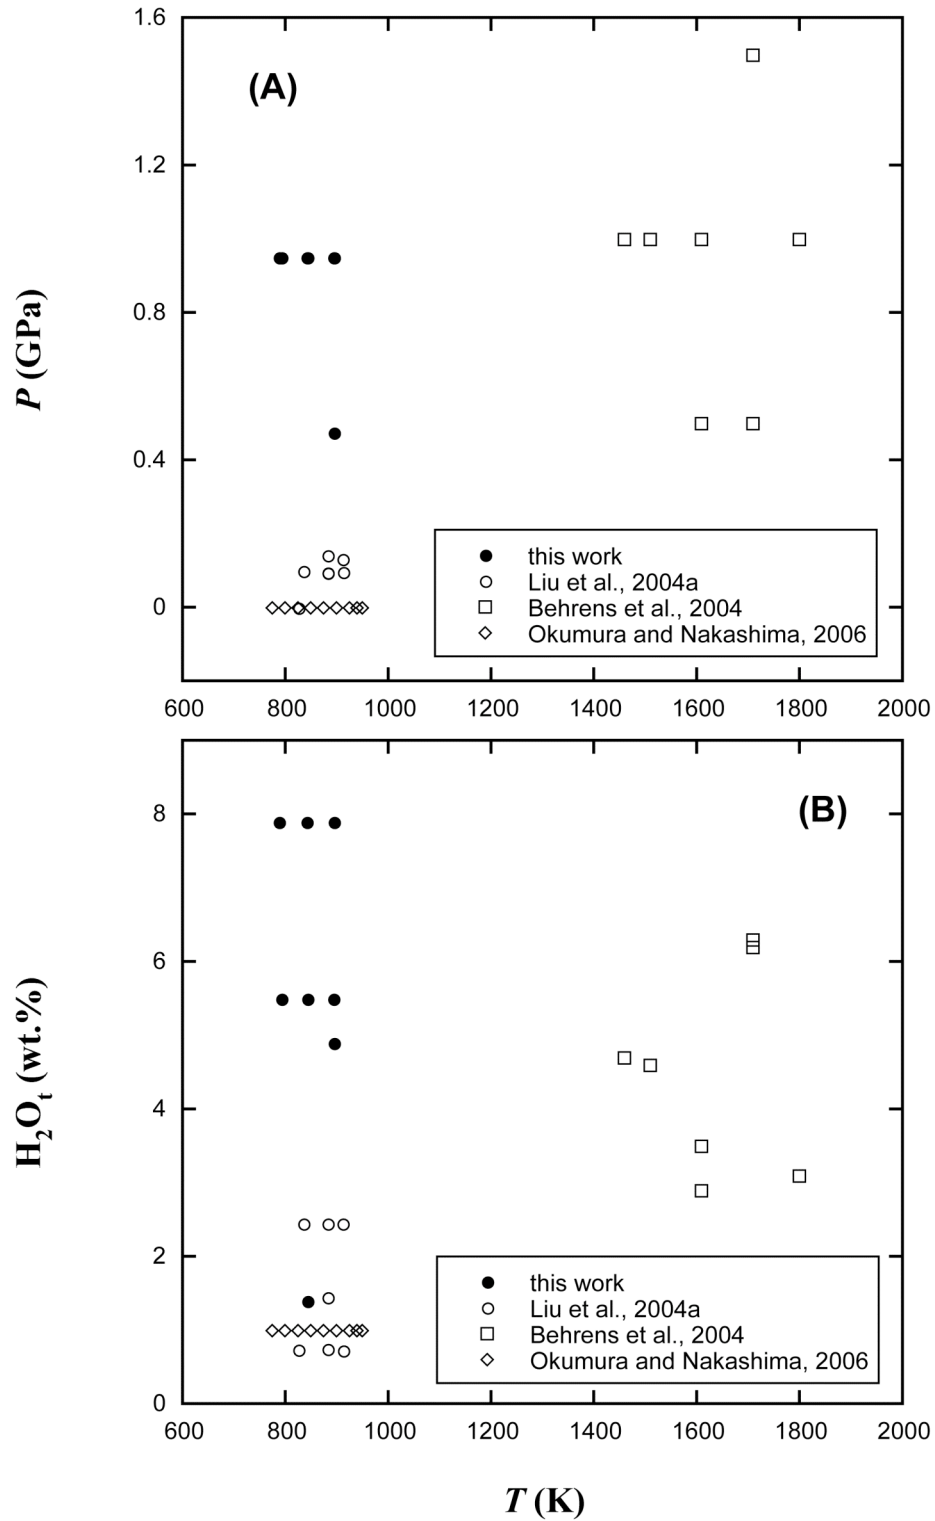 1.6
(A)
1.2
P (GPa)
0.8
0.4
this work
Liu et al., 2004a
Behrens et al., 2004
Okumura and Nakashima, 2006
0
600 800 1000 1200 1400 1600 1800 2000
(B)
8
6
H₂Oₜ (wt.%)
4
2
this work
Liu et al., 2004a
Behrens et al., 2004
Okumura and Nakashima, 2006
0
600 800 1000 1200 1400 1600 1800 2000
T (K)